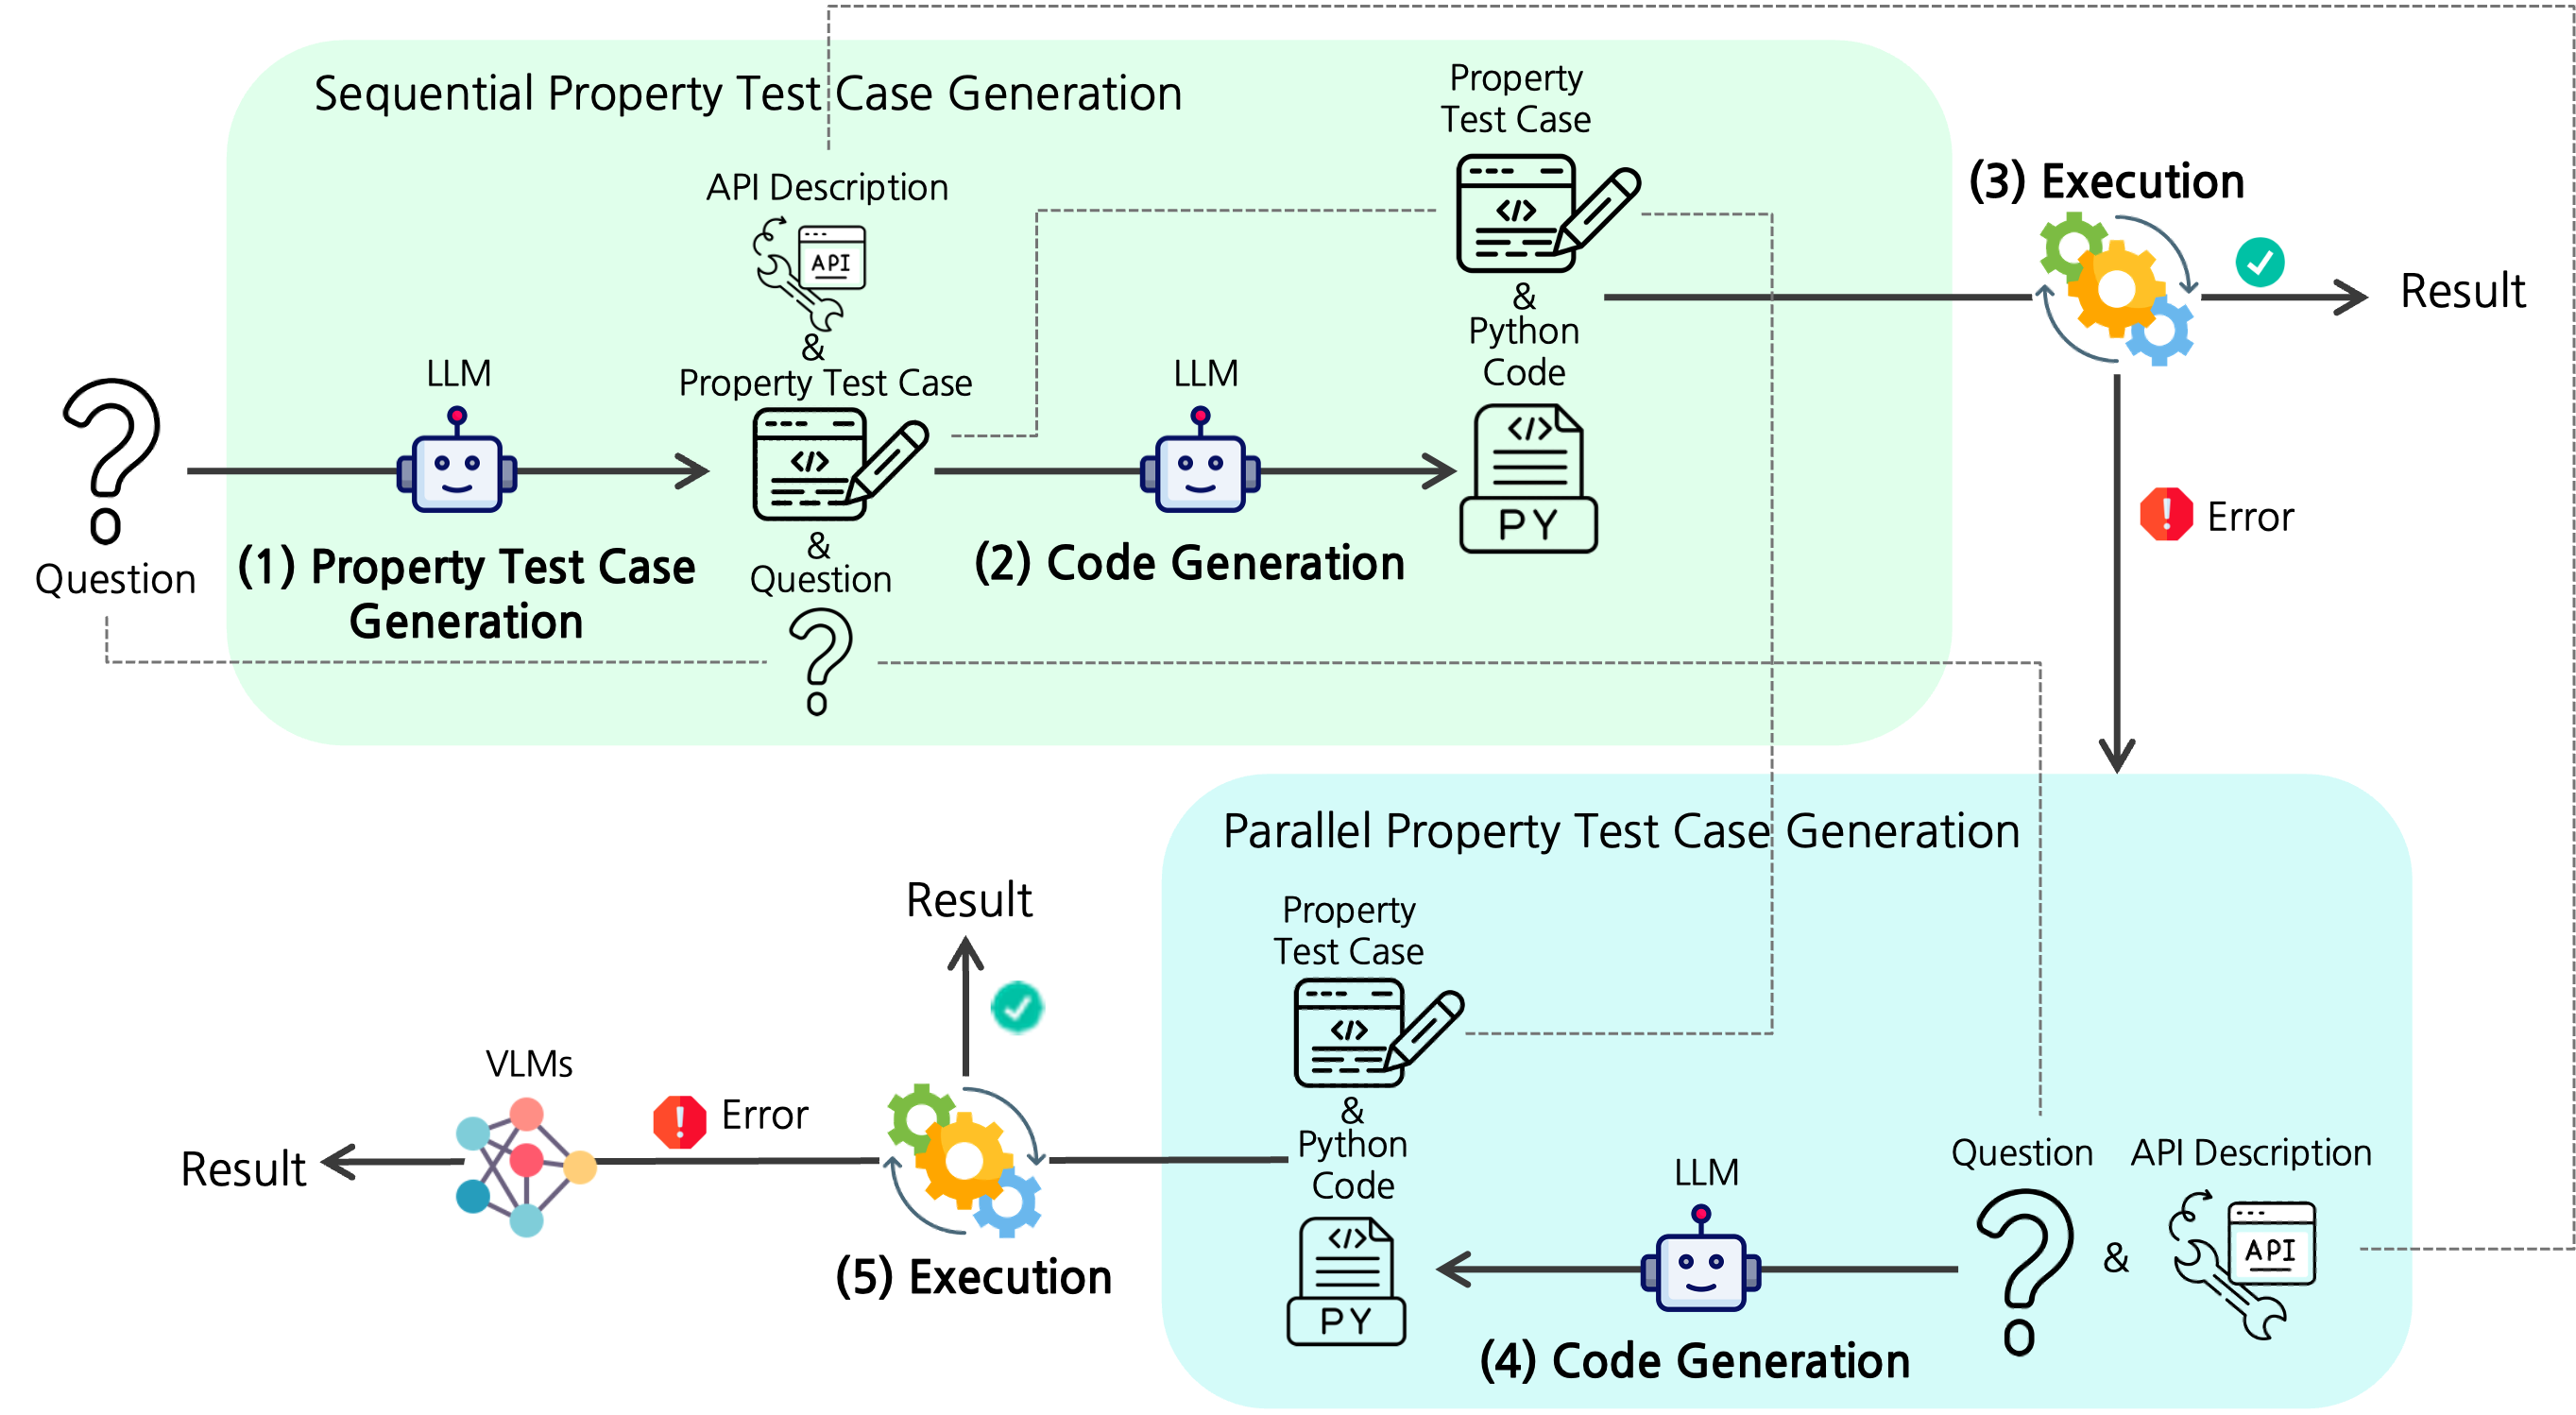 Sequential Property Test Case Generation
Property
Test Case
API Description
API
&
Property Test Case
</>
&
Question
LLM
Question
(1) Property Test Case
Generation
LLM
(2) Code Generation
</>
&
Python
Code
</>
PY
(3) Execution
Result
Error
Parallel Property Test Case Generation
Property
Test Case
</>
&
Python
Code
</>
PY
LLM
(4) Code Generation
Question
&
API Description
API
Result
(5) Execution
Error
VLMs
Result